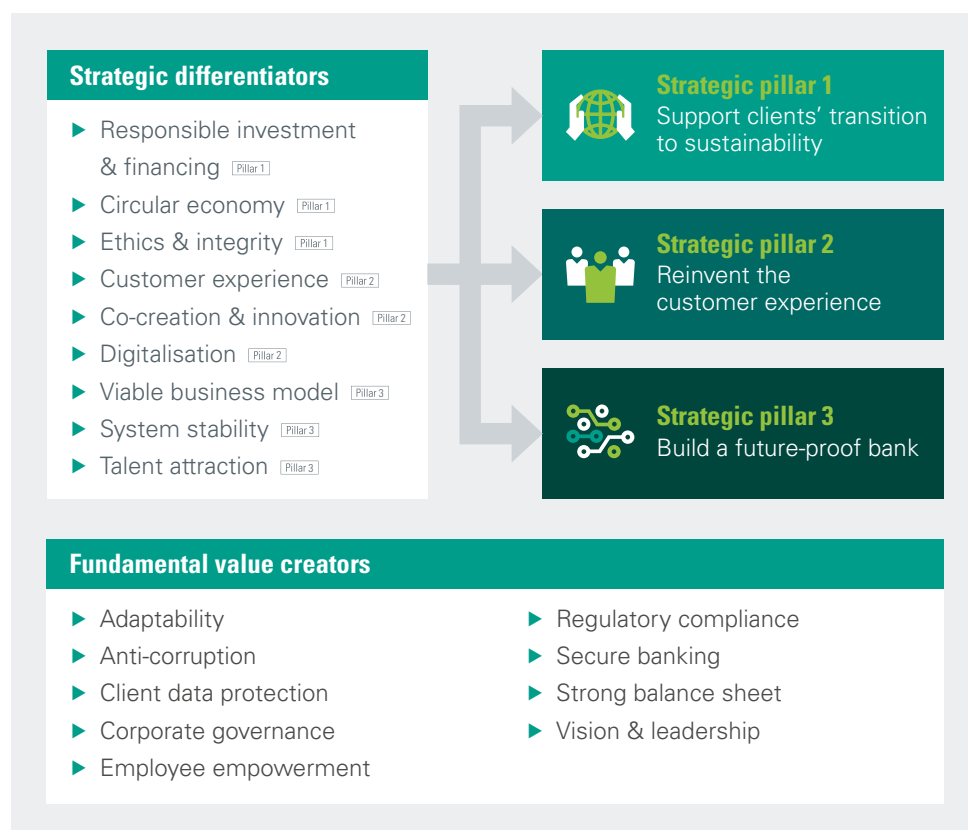 Strategic differentiators
▶ Responsible investment
& financing Pillar 1
▶ Circular economy Pillar 1
▶ Ethics & integrity Pillar 1
▶ Customer experience Pillar 2
▶ Co-creation & innovation Pillar 2
▶ Digitalisation Pillar 2
▶ Viable business model Pillar 3
▶ System stability Pillar 3
▶ Talent attraction Pillar 3
Strategic pillar 1
Support clients’ transition
to sustainability
Strategic pillar 2
Reinvent the
customer experience
Strategic pillar 3
Build a future-proof bank
Fundamental value creators
▶ Adaptability
▶ Anti-corruption
▶ Client data protection
▶ Corporate governance
▶ Employee empowerment
▶ Regulatory compliance
▶ Secure banking
▶ Strong balance sheet
▶ Vision & leadership